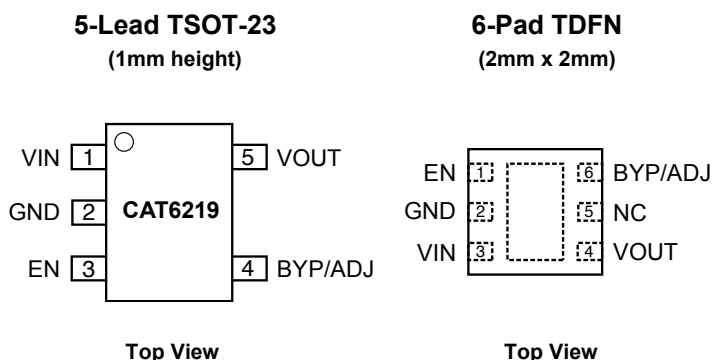 5-Lead TSOT-23
(1mm height)
VIN 1
5 VOUT
GND 2
CAT6219
EN 3
4 BYP/ADJ
Top View
6-Pad TDFN
(2mm x 2mm)
EN 1
6 BYP/ADJ
GND 2
5 NC
VIN 3
4 VOUT
Top View